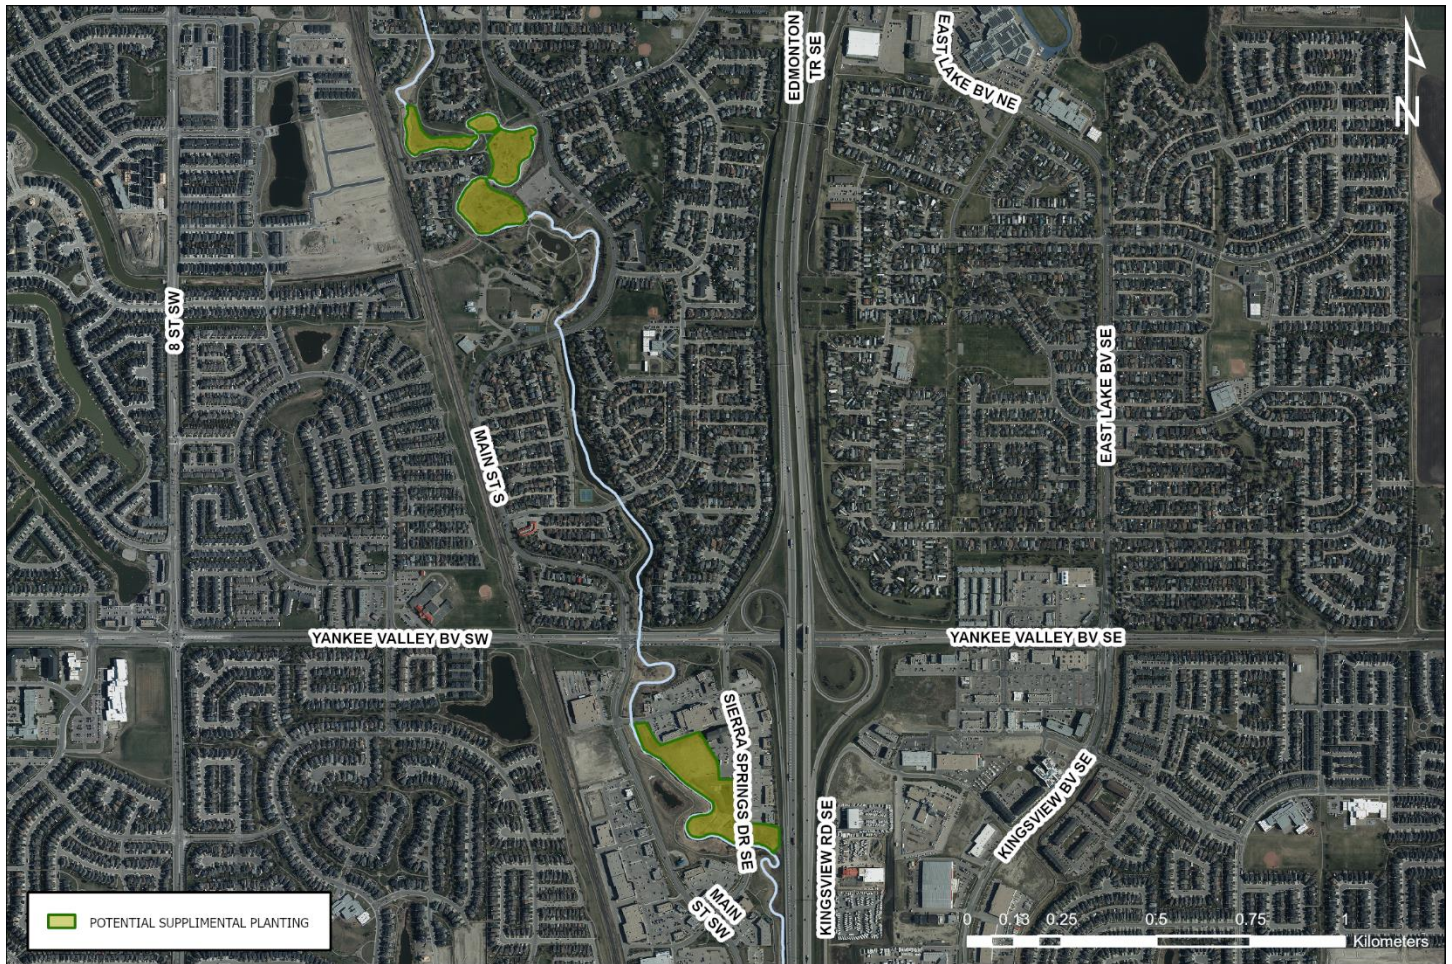 EDMONTON
TR SE
EAST LAKE BV NE
N
8 ST SW
EAST LAKE BV SE
MAIN ST S
YANKEE VALLEY BV SW
YANKEE VALLEY BV SE
SIERRA SPRINGS DR SE
KINGSVIEW RD SE
KINGSVIEW BV SE
MAIN
ST SW
POTENTIAL SUPPLIMENTAL PLANTING
0 0.13 0.25 0.5 0.75 1
Kilometers